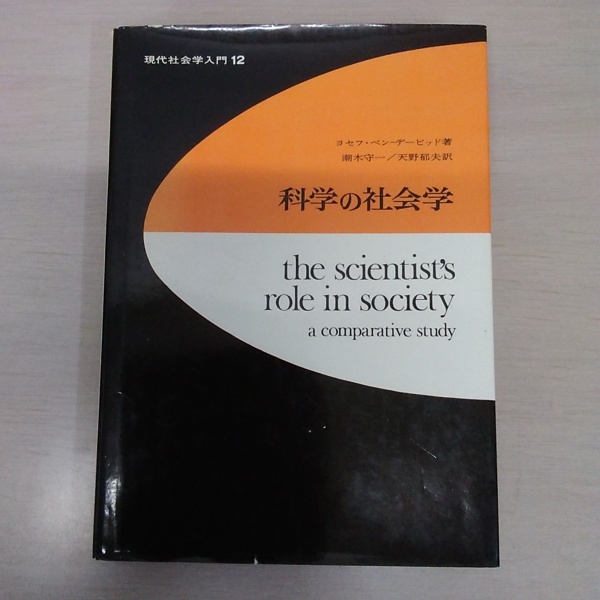 現代社会学入門12
ヨセフ・ベン-デービッド著
潮木守一／天野郁夫訳
科学の社会学
the scientist's
role in society
a comparative study